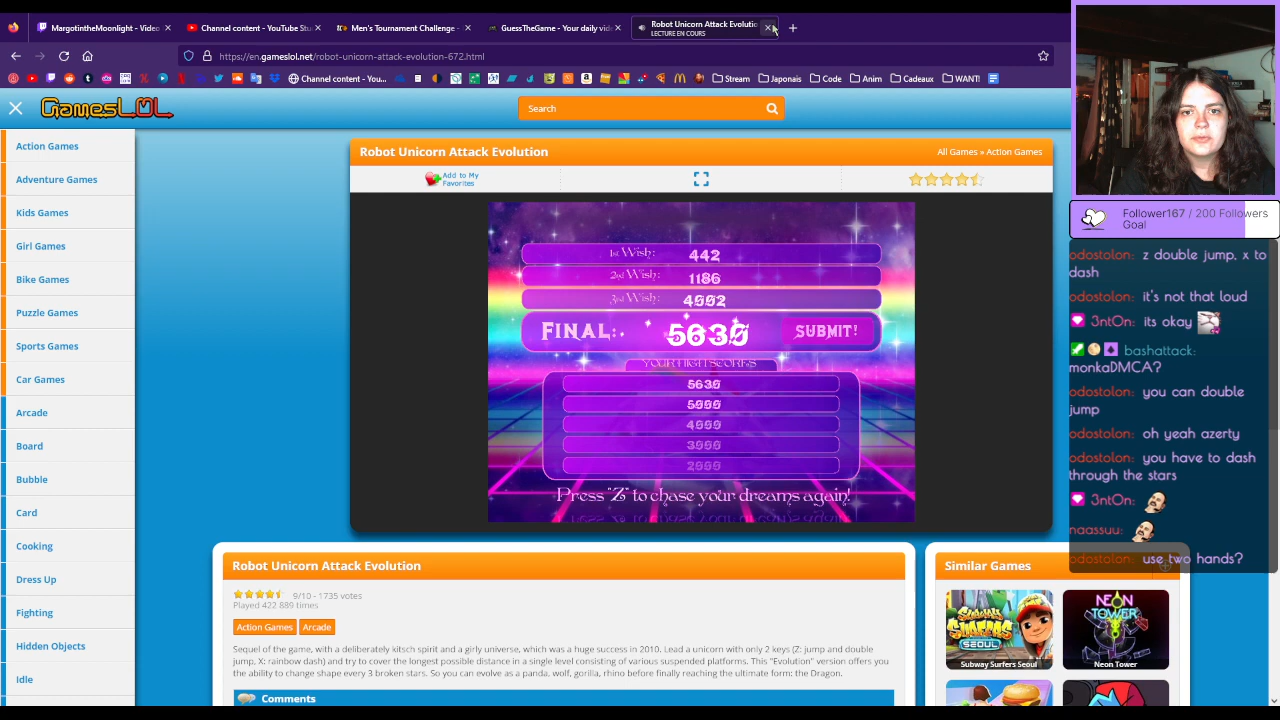 MargotintheMoonlight - Video
Channel content - YouTube Stu
Men's Tournament Challenge -
GuessTheGame - Your daily vid
Robot Unicorn Attack Evolutio
LECTURE EN COURS
https://en.gameslol.net/robot-unicorn-attack-evolution-672.html
Channel content - You...
Stream
Japonais
Code
Anim
Cadeaux
WANT!
GamesLOL
Search
Action Games
Adventure Games
Kids Games
Girl Games
Bike Games
Puzzle Games
Sports Games
Car Games
Arcade
Board
Bubble
Card
Cooking
Dress Up
Fighting
Hidden Objects
Idle
Robot Unicorn Attack Evolution
All Games » Action Games
Add to My
Favorites
1st Wish: 442
2nd Wish: 1186
3rd Wish: 4002
FINAL: 5630 SUBMIT!
YOUR HIGHSCORES
5630
5000
4000
3000
2000
Press "Z" to chase your dreams again!
Robot Unicorn Attack Evolution
9/10 - 1735 votes
Played 422 889 times
Action Games
Arcade
Sequel of the game, with a deliberately kitsch spirit and a girly universe, which was a huge success in 2010. Lead a unicorn with only 2 keys (Z: jump and double
jump, X: rainbow dash) and try to cover the longest possible distance in a single level consisting of various suspended platforms. This "Evolution" version offers you
the ability to change shape every 3 broken stars. So you can evolve as a panda, wolf, gorilla, rhino before finally reaching the ultimate form: the Dragon.
Comments
Similar Games
SUBWAY SURFERS SEOUL
Subway Surfers Seoul
NEON TOWER
Neon Tower
Follower167 / 200 Followers
Goal
odostolon: z double jump, x to
dash
odostolon: it's not that loud
3nt0n: its okay
bashattack:
monkaDMCA?
odostolon: you can double
jump
odostolon: oh yeah azerty
odostolon: you have to dash
through the stars
3nt0n:
naassuu:
odostolon: use two hands?